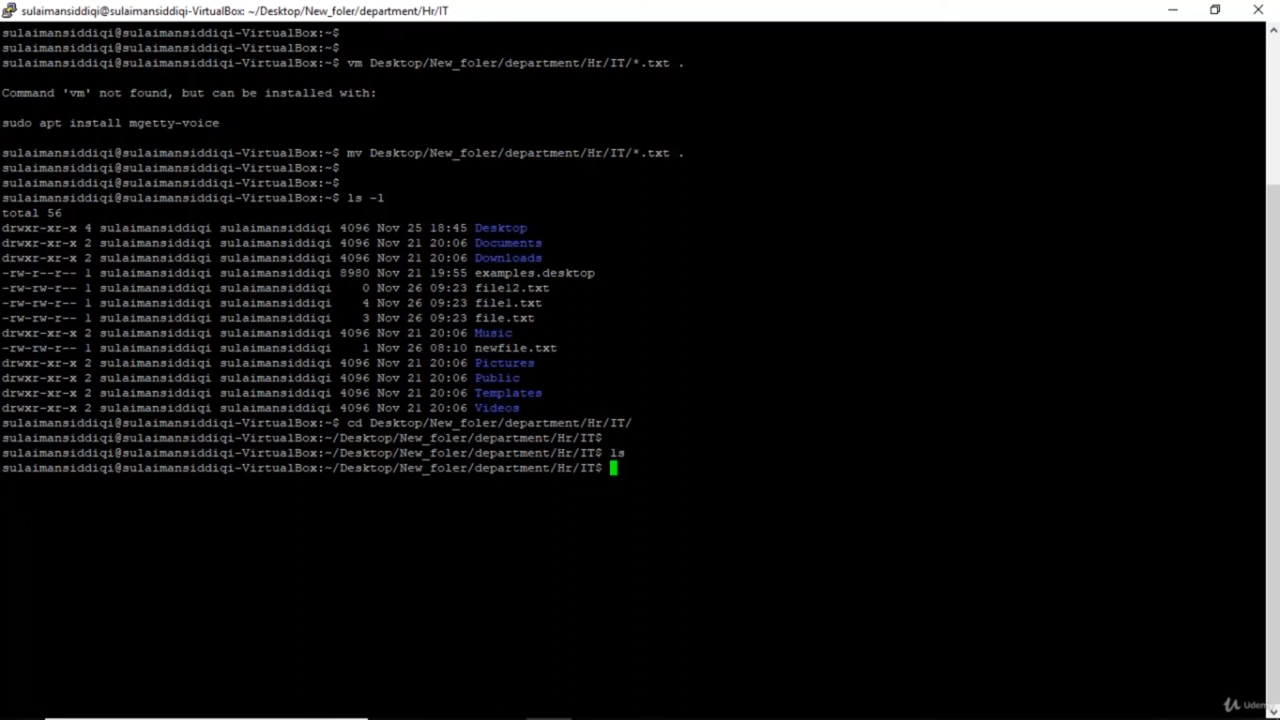 sulaimansiddiqi@sulaimansiddiqi-VirtualBox: ~/Desktop/New_foler/department/Hr/IT
sulaimansiddiqi@sulaimansiddiqi-VirtualBox:~$
sulaimansiddiqi@sulaimansiddiqi-VirtualBox:~$
sulaimansiddiqi@sulaimansiddiqi-VirtualBox:~$ vm Desktop/New_foler/department/Hr/IT/*.txt .
Command 'vm' not found, but can be installed with:
sudo apt install mgetty-voice
sulaimansiddiqi@sulaimansiddiqi-VirtualBox:~$ mv Desktop/New_foler/department/Hr/IT/*.txt .
sulaimansiddiqi@sulaimansiddiqi-VirtualBox:~$
sulaimansiddiqi@sulaimansiddiqi-VirtualBox:~$
sulaimansiddiqi@sulaimansiddiqi-VirtualBox:~$ ls -l
total 56
drwxr-xr-x 4 sulaimansiddiqi sulaimansiddiqi 4096 Nov 25 18:45 Desktop
drwxr-xr-x 2 sulaimansiddiqi sulaimansiddiqi 4096 Nov 21 20:06 Documents
drwxr-xr-x 2 sulaimansiddiqi sulaimansiddiqi 4096 Nov 21 20:06 Downloads
-rw-r--r-- 1 sulaimansiddiqi sulaimansiddiqi 8980 Nov 21 19:55 examples.desktop
-rw-rw-r-- 1 sulaimansiddiqi sulaimansiddiqi    0 Nov 26 09:23 file12.txt
-rw-rw-r-- 1 sulaimansiddiqi sulaimansiddiqi    4 Nov 26 09:23 file1.txt
-rw-rw-r-- 1 sulaimansiddiqi sulaimansiddiqi    3 Nov 26 09:23 file.txt
drwxr-xr-x 2 sulaimansiddiqi sulaimansiddiqi 4096 Nov 21 20:06 Music
-rw-rw-r-- 1 sulaimansiddiqi sulaimansiddiqi    1 Nov 26 08:10 newfile.txt
drwxr-xr-x 2 sulaimansiddiqi sulaimansiddiqi 4096 Nov 21 20:06 Pictures
drwxr-xr-x 2 sulaimansiddiqi sulaimansiddiqi 4096 Nov 21 20:06 Public
drwxr-xr-x 2 sulaimansiddiqi sulaimansiddiqi 4096 Nov 21 20:06 Templates
drwxr-xr-x 2 sulaimansiddiqi sulaimansiddiqi 4096 Nov 21 20:06 Videos
sulaimansiddiqi@sulaimansiddiqi-VirtualBox:~$ cd Desktop/New_foler/department/Hr/IT/
sulaimansiddiqi@sulaimansiddiqi-VirtualBox:~/Desktop/New_foler/department/Hr/IT$
sulaimansiddiqi@sulaimansiddiqi-VirtualBox:~/Desktop/New_foler/department/Hr/IT$ ls
sulaimansiddiqi@sulaimansiddiqi-VirtualBox:~/Desktop/New_foler/department/Hr/IT$